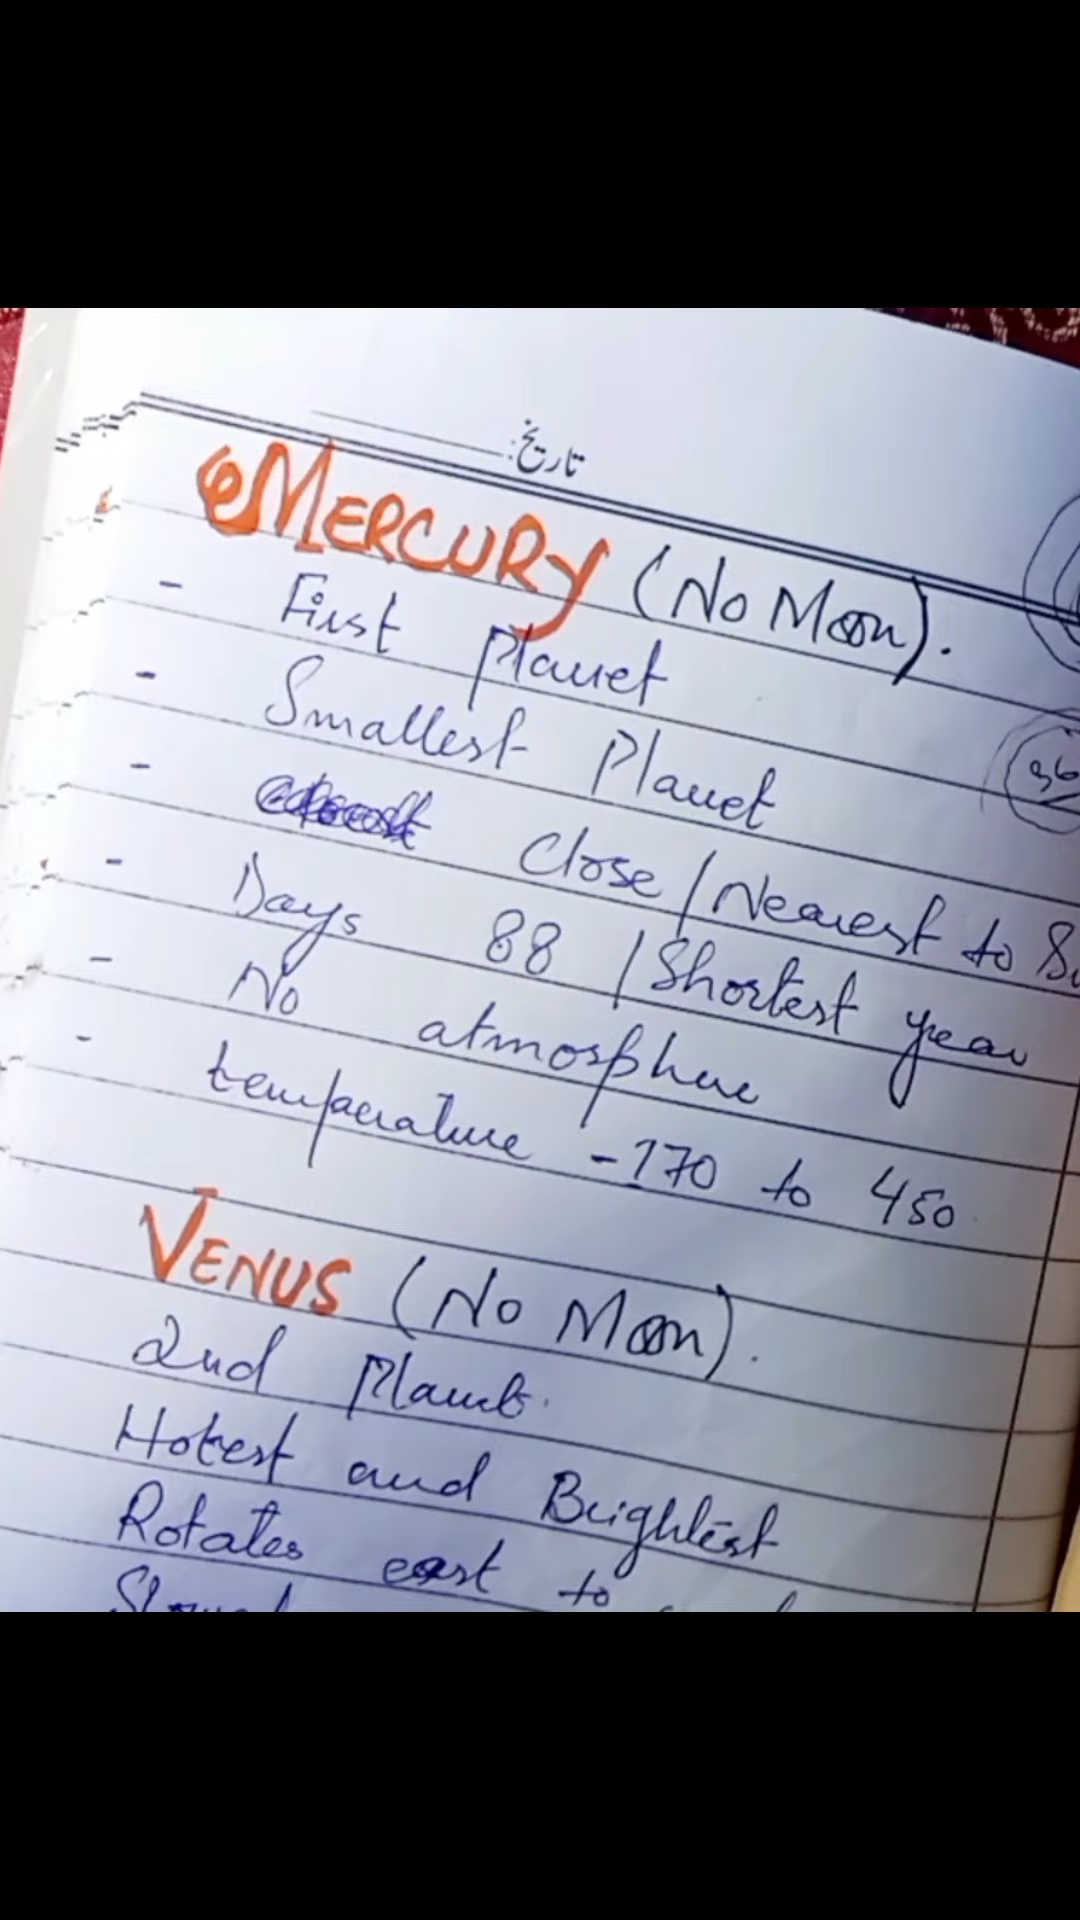 تاریخ:
MERCURY (No Moon).
- First Planet
- Smallest Planet
36
- Close / Nearest to
- Days 88 / Shortest year
- No atmosphere
- temperature -170 to 450
VENUS (No Moon).
2nd Planet.
Hotest and Brightest
Rotates east to